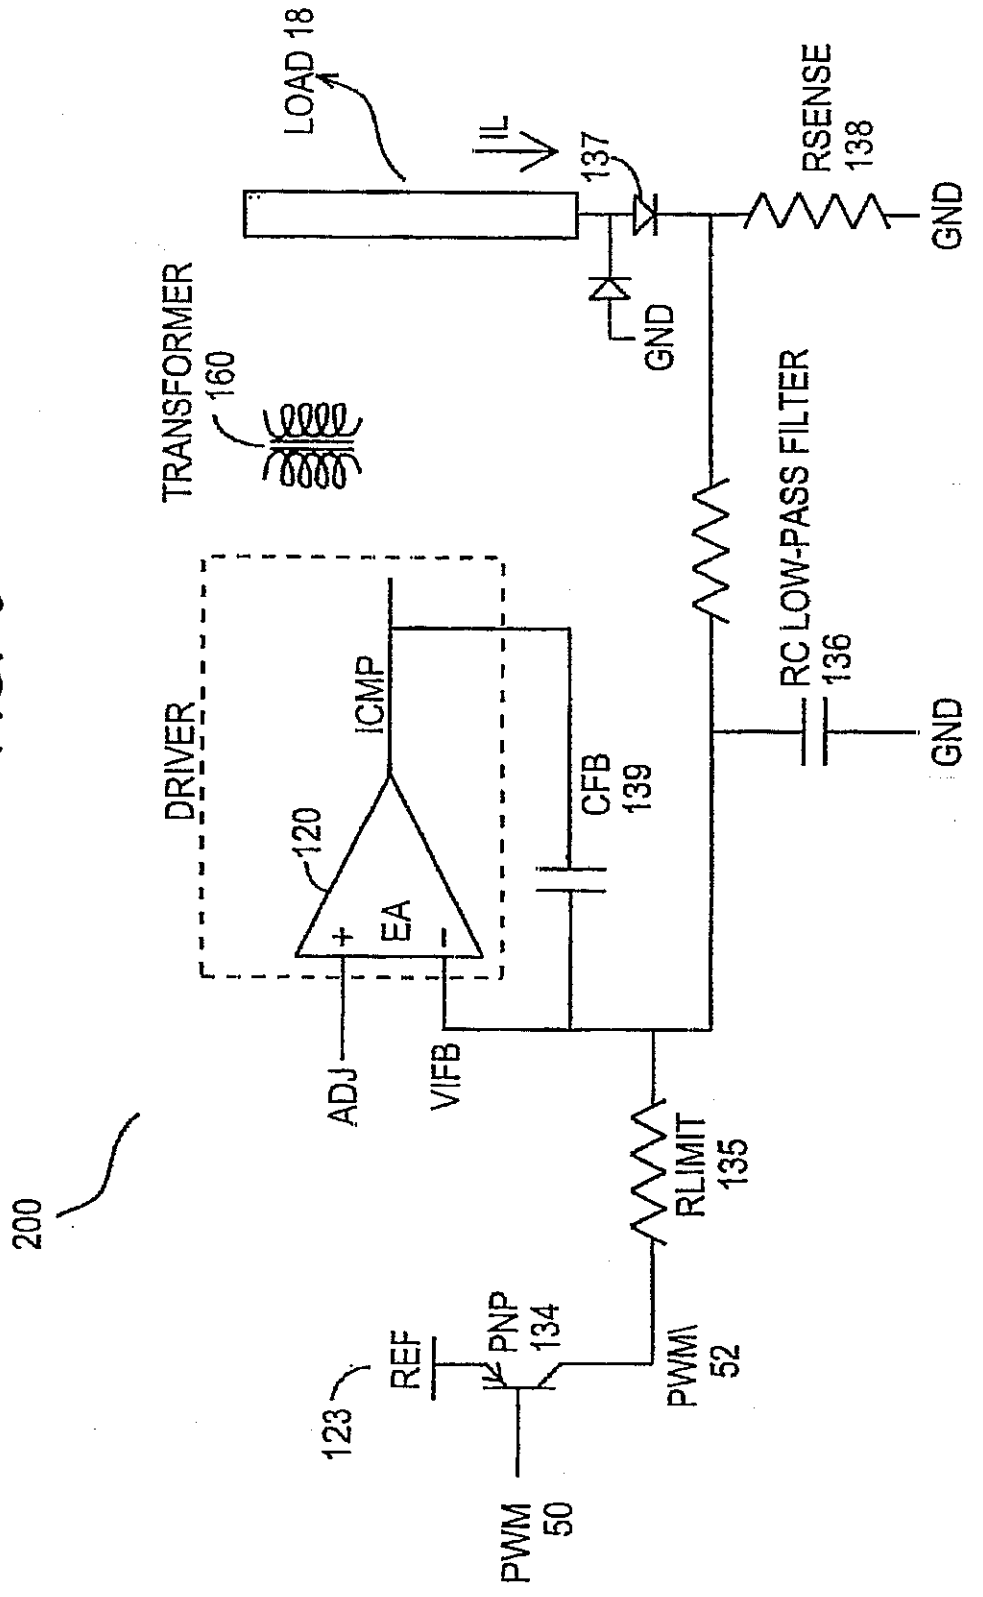 200
DRIVER
TRANSFORMER
160
LOAD 18
ADJ
VIFB
+
EA
-
120
ICMP
IL
137
CFB
139
GND
REF
123
PNP
134
PWM
50
PWM\
52
RLIMIT
135
RC LOW-PASS FILTER
136
GND
RSENSE
138
GND